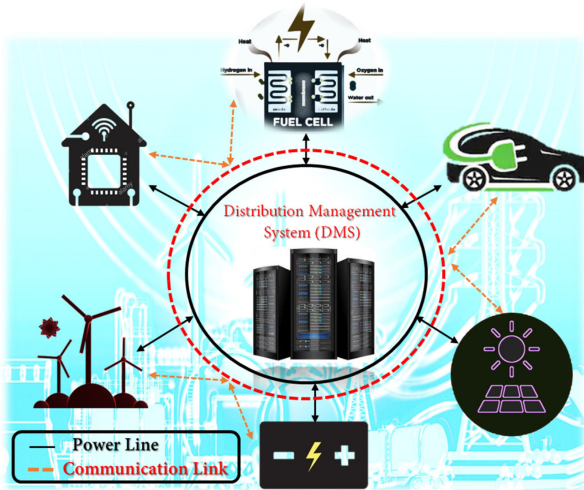 Heat
Heat
Hydrogen in
Oxygen in
Water out
FUEL CELL
Distribution Management
System (DMS)
Power Line
Communication Link